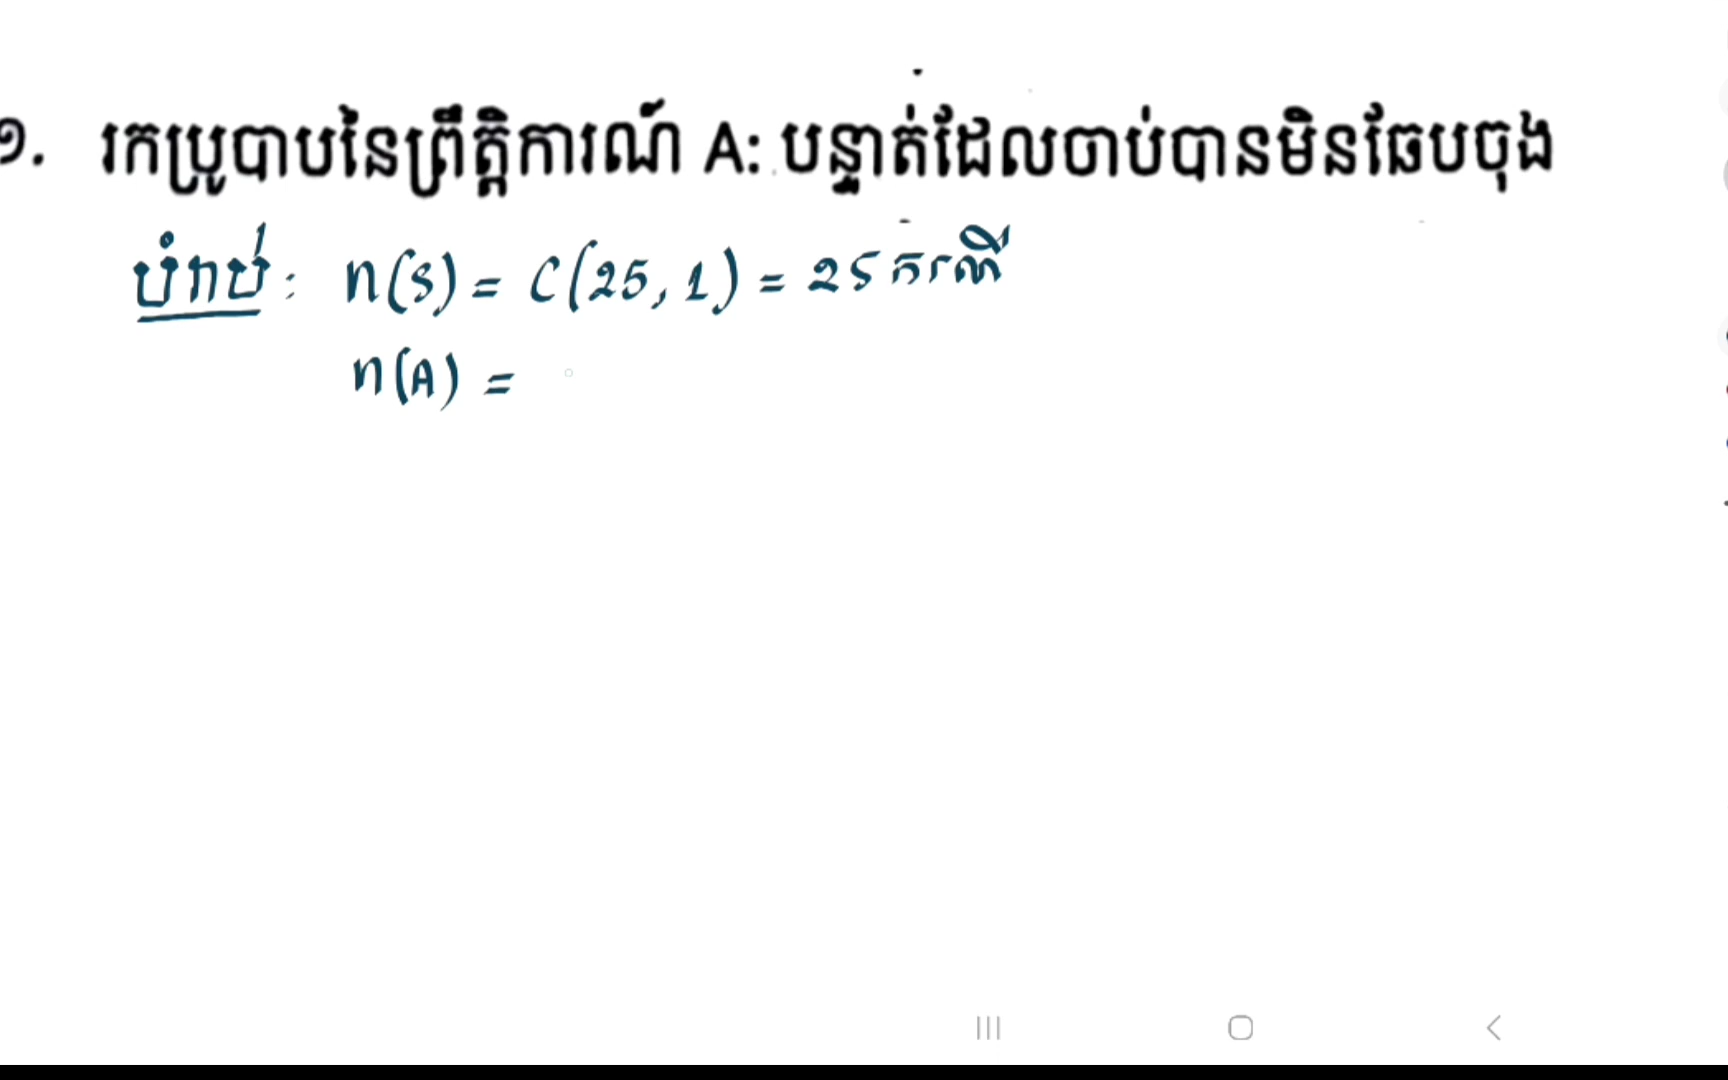 ១. រកប្រូបាបនៃព្រឹត្តិការណ៍ A: បន្ទាត់ដែលចាប់បានមិនឆែបចុង
បំរាប់: n(S) = C(25, 1) = 25 ករណី
n(A) =